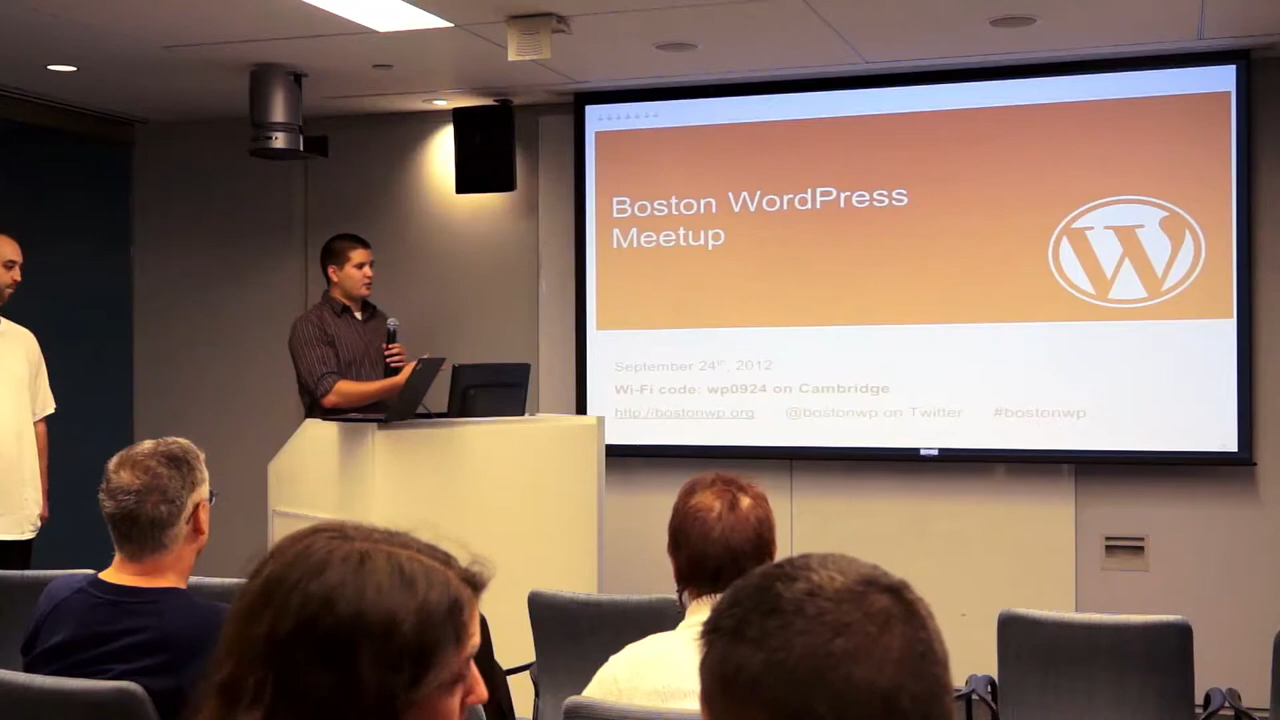 Boston WordPress
Meetup
September 24th, 2012
Wi-Fi code: wp0924 on Cambridge
http://bostonwp.org @bostonwp on Twitter #bostonwp